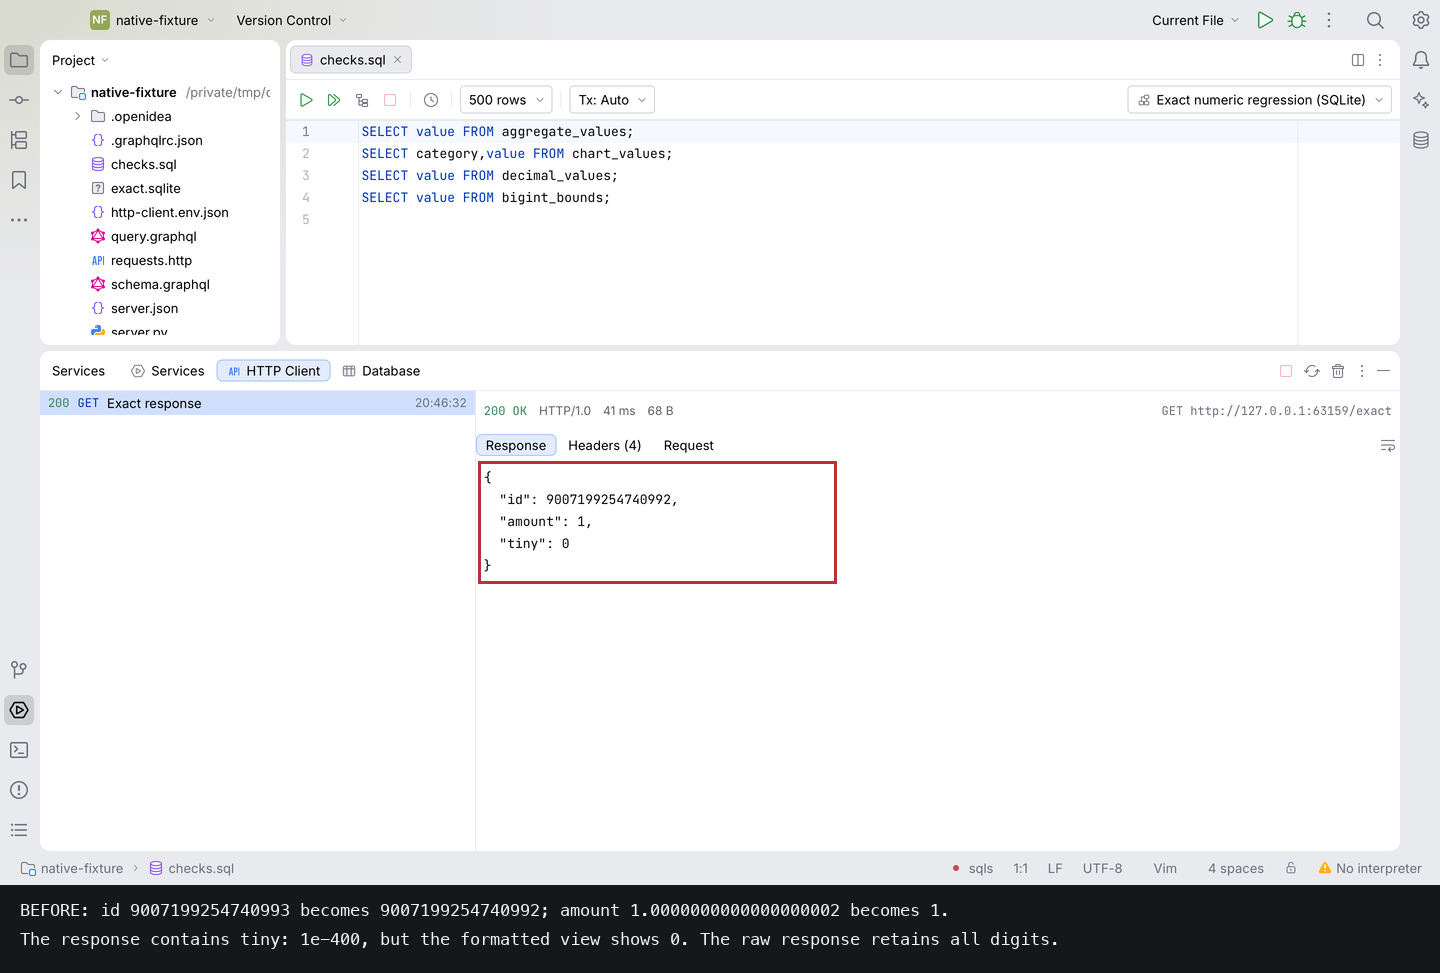 NF native-fixture Version Control Current File
Project
checks.sql
native-fixture /private/tmp/c
.openidea
.graphqlrc.json
checks.sql
exact.sqlite
http-client.env.json
query.graphql
API requests.http
schema.graphql
server.json
server.py
500 rows Tx: Auto Exact numeric regression (SQLite)
1 SELECT value FROM aggregate_values;
2 SELECT category,value FROM chart_values;
3 SELECT value FROM decimal_values;
4 SELECT value FROM bigint_bounds;
5
Services Services API HTTP Client Database
200 GET Exact response 20:46:32
200 OK HTTP/1.0 41 ms 68 B GET http://127.0.0.1:63159/exact
Response Headers (4) Request
{
"id": 9007199254740992,
"amount": 1,
"tiny": 0
}
native-fixture checks.sql sqls 1:1 LF UTF-8 Vim 4 spaces No interpreter
BEFORE: id 9007199254740993 becomes 9007199254740992; amount 1.0000000000000000002 becomes 1.
The response contains tiny: 1e-400, but the formatted view shows 0. The raw response retains all digits.